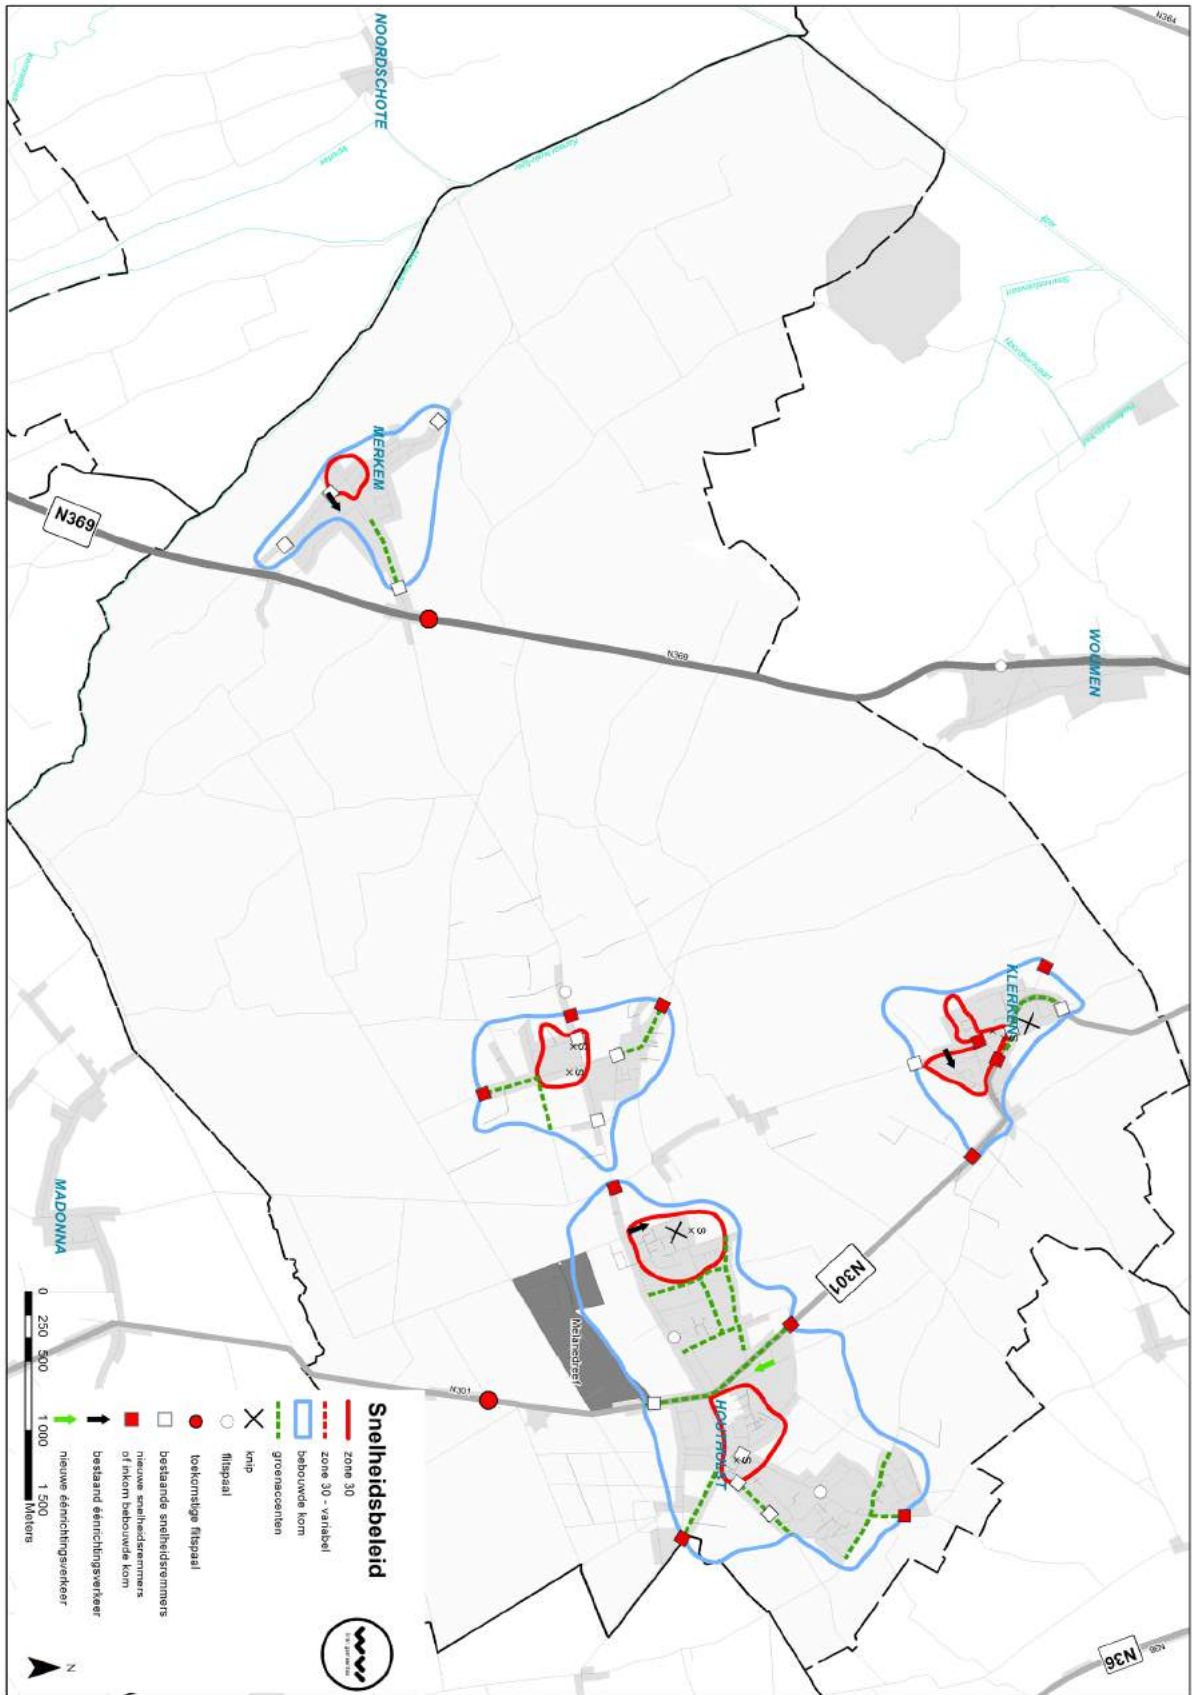 NOORDSCHOTE
MERKEM
WOUMEN
KLERKEN
HOUTHULST
MADONNA
N364
N369
N369
N301
N301
N36
Melanedreef
S
S
S
S
S
Snelheidsbeleid
zone 30
zone 30 - variabel
bebouwde kom
groenaccenten
knip
flitspaal
toekomstige flitspaal
bestaande snelheidsremmers
nieuwe snelheidsremmers
of inkom bebouwde kom
bestaand éénrichtingsverkeer
nieuwe éénrichtingsverkeer
0 250 500 1 000 1 500
Meters
N